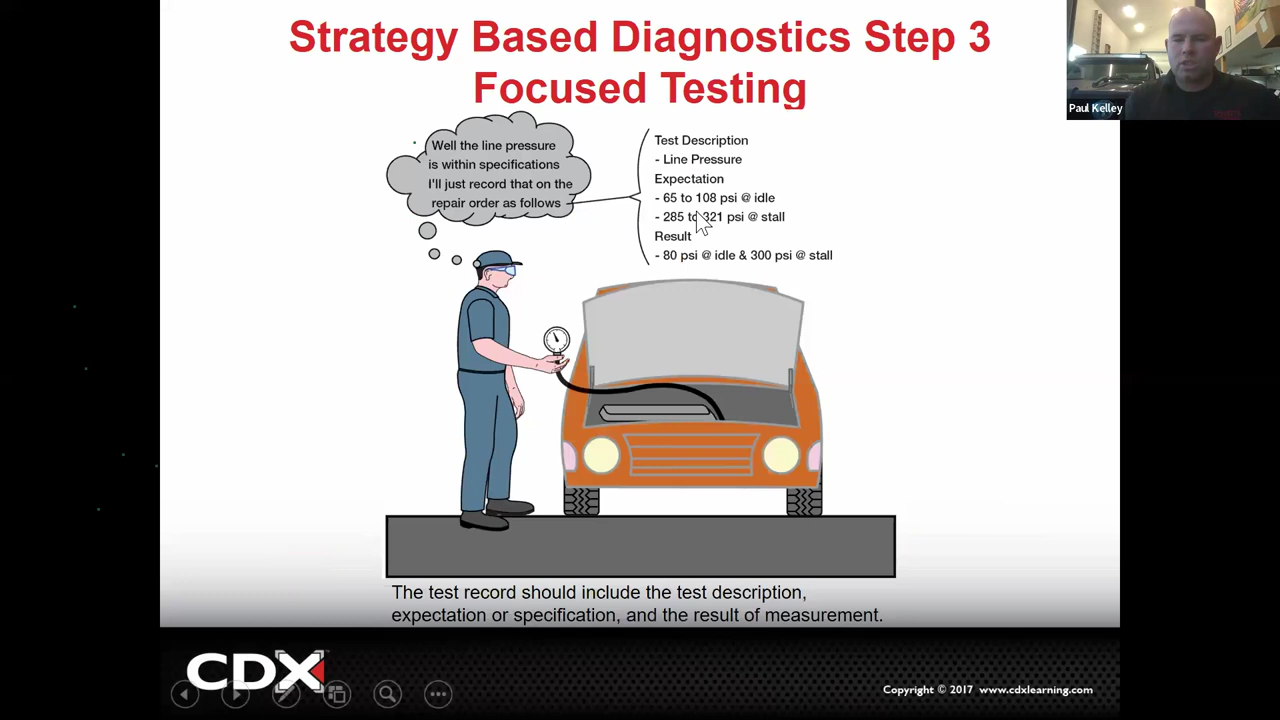 Strategy Based Diagnostics Step 3
Focused Testing
Paul Kelley
Well the line pressure
is within specifications
I'll just record that on the
repair order as follows
Test Description
- Line Pressure
Expectation
- 65 to 108 psi @ idle
- 285 to 321 psi @ stall
Result
- 80 psi @ idle & 300 psi @ stall
The test record should include the test description,
expectation or specification, and the result of measurement.
CDX
Copyright © 2017 www.cdxlearning.com